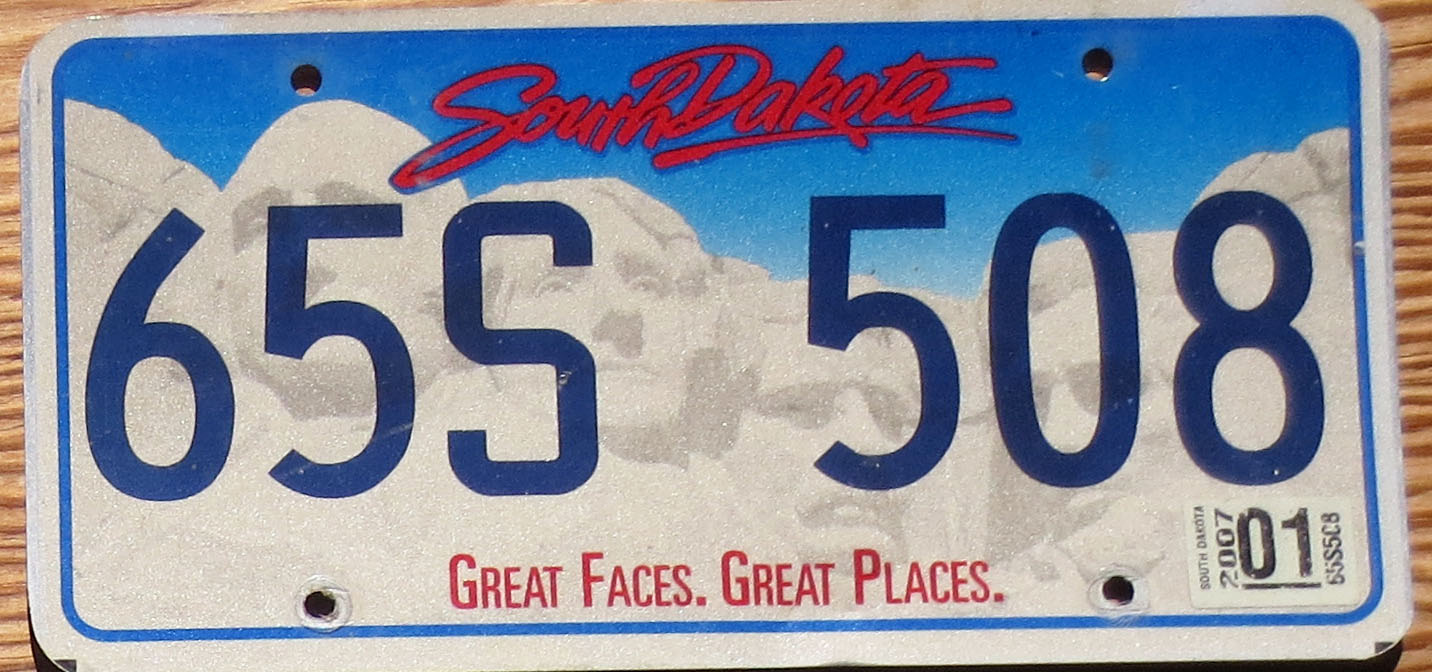 South Dakota
65S 508
GREAT FACES. GREAT PLACES.
SOUTH DAKOTA
2007
01
65S508